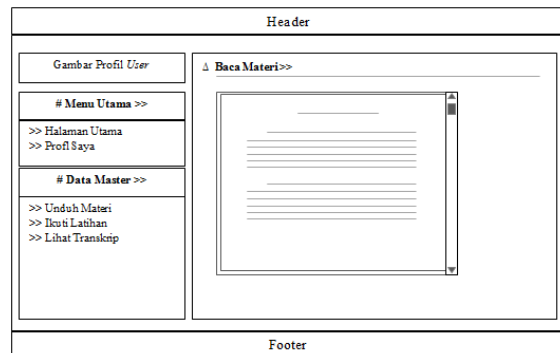 Header
Gambar Profil User
# Menu Utama >>
>> Halaman Utama
>> Profl Saya
# Data Master >>
>> Unduh Materi
>> Ikuti Latihan
>> Lihat Transkrip
Δ Baca Materi>>
Footer